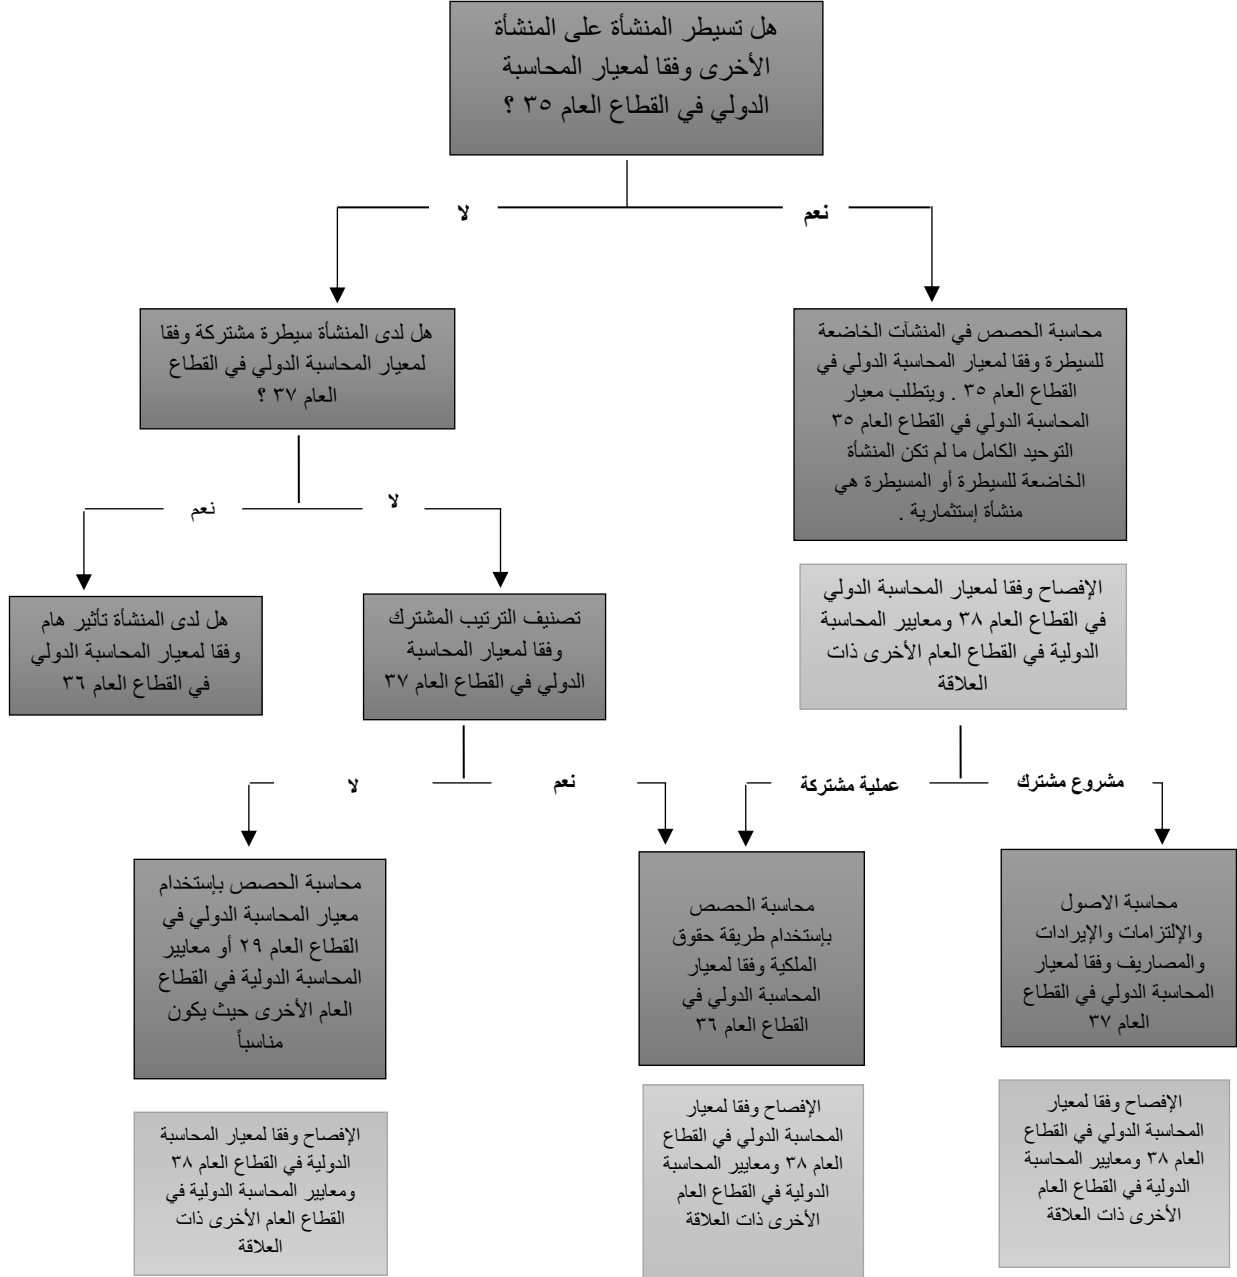 هل تسيطر المنشأة على المنشأة
الأخرى وفقا لمعيار المحاسبة
الدولي في القطاع العام ٣٥ ؟
نعم
لا
محاسبة الحصص في المنشآت الخاضعة
للسيطرة وفقا لمعيار المحاسبة الدولي في
القطاع العام ٣٥ . ويتطلب معيار
المحاسبة الدولي في القطاع العام ٣٥
التوحيد الكامل ما لم تكن المنشأة
الخاضعة للسيطرة أو المسيطرة هي
منشأة إستثمارية .
هل لدى المنشأة سيطرة مشتركة وفقا
لمعيار المحاسبة الدولي في القطاع
العام ٣٧ ؟
لا
نعم
الإفصاح وفقا لمعيار المحاسبة الدولي
في القطاع العام ٣٨ ومعايير المحاسبة
الدولية في القطاع العام الأخرى ذات
العلاقة
تصنيف الترتيب المشترك
وفقا لمعيار المحاسبة
الدولي في القطاع العام ٣٧
هل لدى المنشأة تأثير هام
وفقا لمعيار المحاسبة الدولي
في القطاع العام ٣٦
مشروع مشترك
عملية مشتركة
نعم
لا
محاسبة الاصول
والإلتزامات والإيرادات
والمصاريف وفقا لمعيار
المحاسبة الدولي في القطاع
العام ٣٧
محاسبة الحصص
بإستخدام طريقة حقوق
الملكية وفقا لمعيار
المحاسبة الدولي في
القطاع العام ٣٦
محاسبة الحصص بإستخدام
معيار المحاسبة الدولي في
القطاع العام ٢٩ أو معايير
المحاسبة الدولية في القطاع
العام الأخرى حيث يكون
مناسباً
الإفصاح وفقا لمعيار
المحاسبة الدولي في القطاع
العام ٣٨ ومعايير المحاسبة
الدولية في القطاع العام
الأخرى ذات العلاقة
الإفصاح وفقا لمعيار
المحاسبة الدولي في القطاع
العام ٣٨ ومعايير المحاسبة
الدولية في القطاع العام
الأخرى ذات العلاقة
الإفصاح وفقا لمعيار المحاسبة
الدولية في القطاع العام ٣٨
ومعايير المحاسبة الدولية في
القطاع العام الأخرى ذات
العلاقة